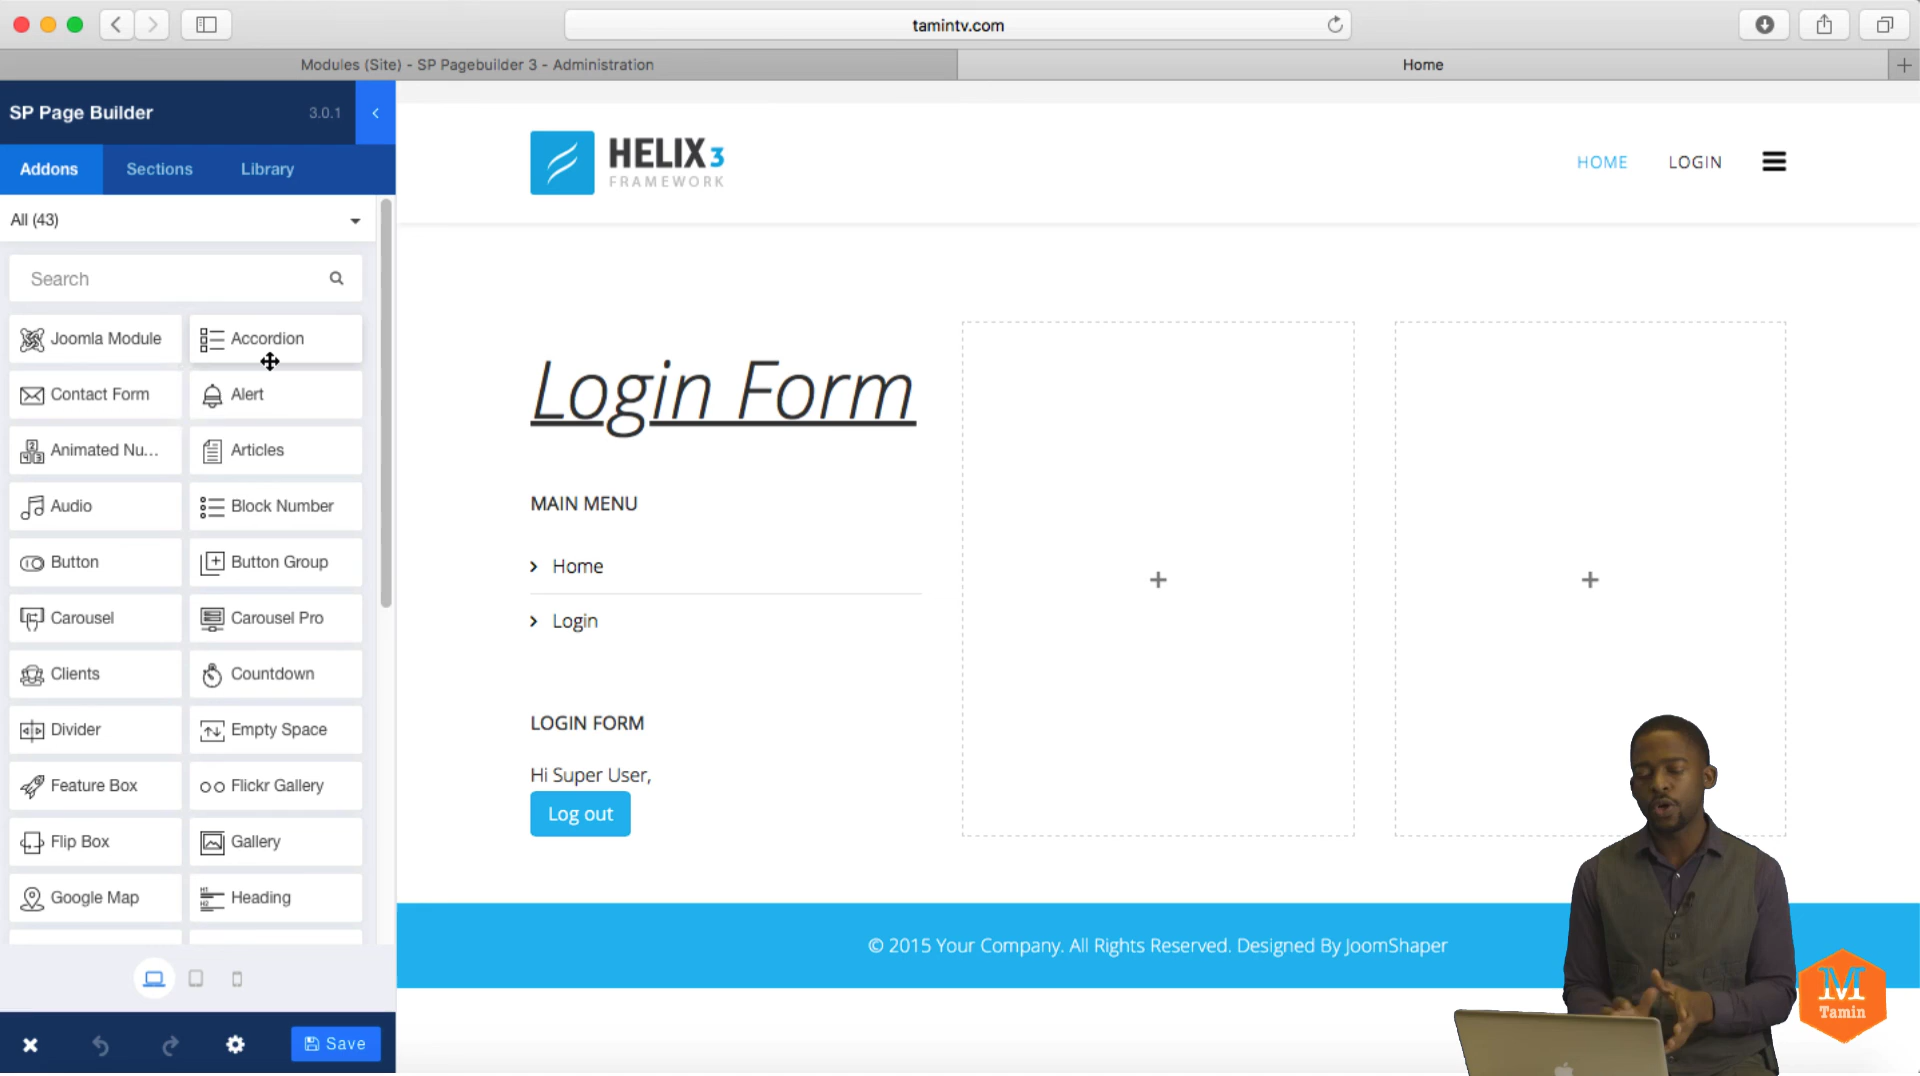 tamintv.com
Modules (Site) - SP Pagebuilder 3 - Administration
Home
SP Page Builder
3.0.1
Addons
Sections
Library
All (43)
Search
Joomla Module
Accordion
Contact Form
Alert
Animated Nu...
Articles
Audio
Block Number
Button
Button Group
Carousel
Carousel Pro
Clients
Countdown
Divider
Empty Space
Feature Box
Flickr Gallery
Flip Box
Gallery
Google Map
Heading
Save
HELIX3
FRAMEWORK
HOME
LOGIN
Login Form
MAIN MENU
Home
Login
LOGIN FORM
Hi Super User,
Log out
© 2015 Your Company. All Rights Reserved. Designed By JoomShaper
M
Tamin